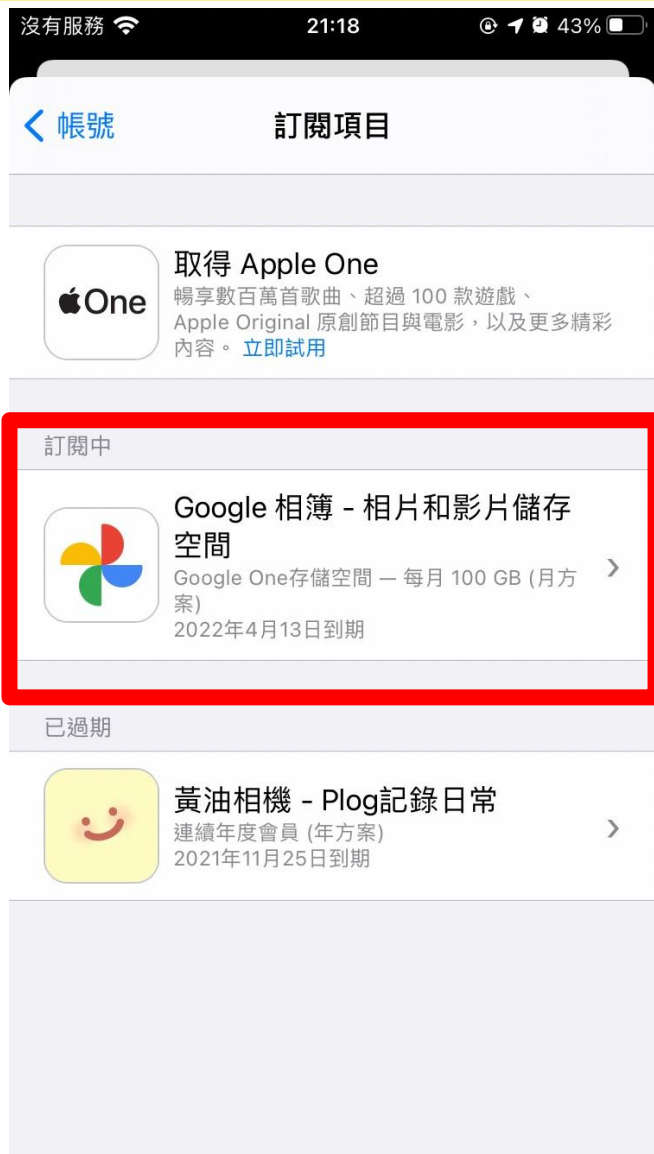 沒有服務 21:18 43%
帳號 訂閱項目
取得 Apple One
One
暢享數百萬首歌曲、超過 100 款遊戲、
Apple Original 原創節目與電影，以及更多精彩
內容。 立即試用
訂閱中
Google 相簿 - 相片和影片儲存
空間
Google One存儲空間 — 每月 100 GB (月方
案)
2022年4月13日到期
已過期
黃油相機 - Plog記錄日常
連續年度會員 (年方案)
2021年11月25日到期